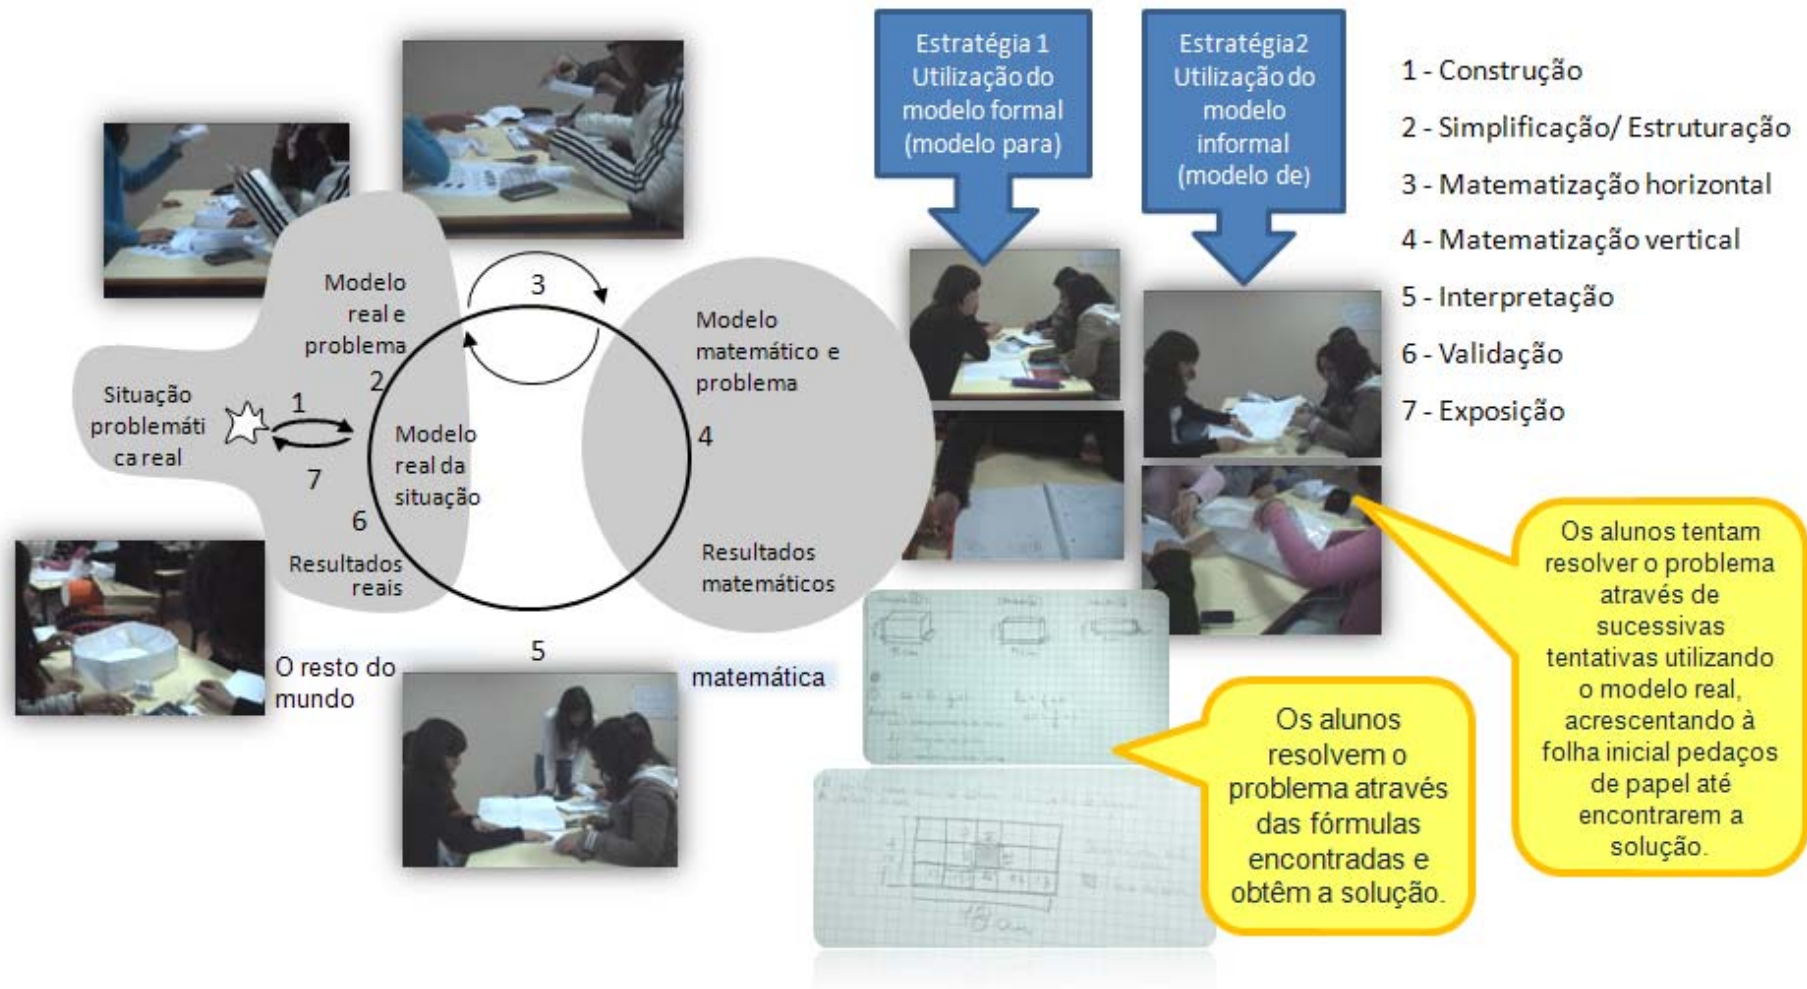 Estratégia 1
Utilização do
modelo formal
(modelo para)
Estratégia2
Utilização do
modelo
informal
(modelo de)
1 - Construção
2 - Simplificação/ Estruturação
3 - Matematização horizontal
4 - Matematização vertical
5 - Interpretação
6 - Validação
7 - Exposição
Modelo
real e
problema
2
3
Modelo
matemático e
problema
Situação
problemáti
ca real
1
7
Modelo
real da
situação
4
6
Resultados
reais
Resultados
matemáticos
5
O resto do
mundo
matemática
Os alunos
resolvem o
problema através
das fórmulas
encontradas e
obtêm a solução.
Os alunos tentam
resolver o problema
através de
sucessivas
tentativas utilizando
o modelo real,
acrescentando à
folha inicial pedaços
de papel até
encontrarem a
solução.